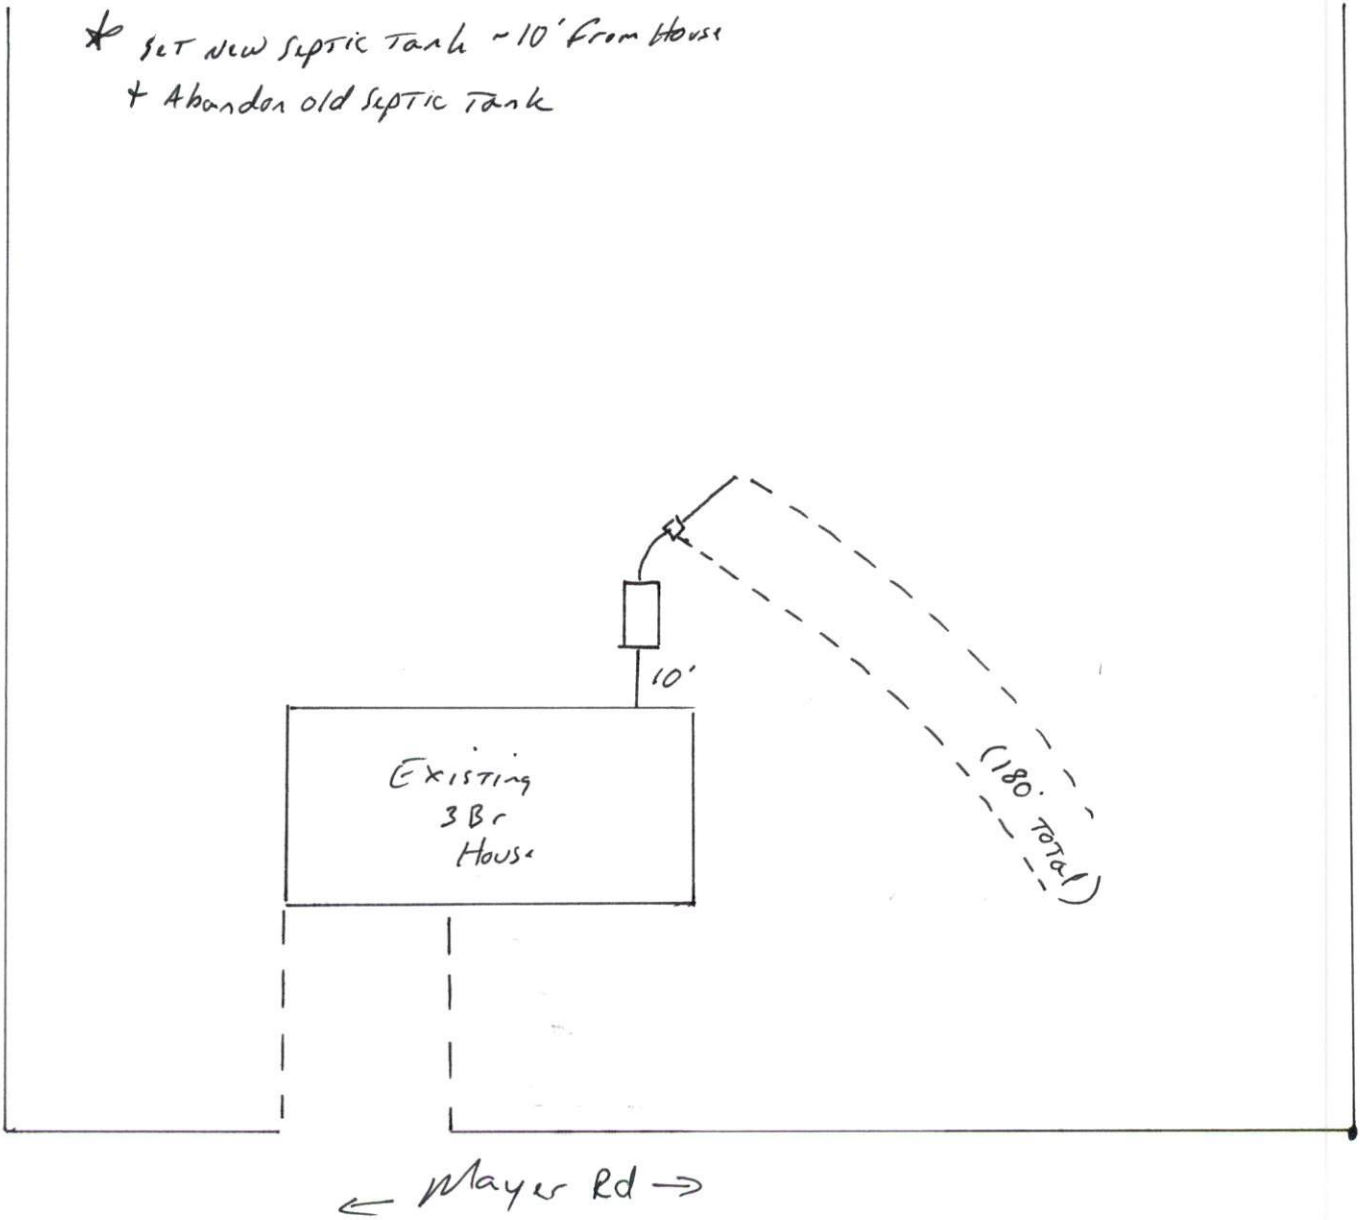 * Set New Septic Tank ~10' From House
+ Abandon old Septic Tank
10'
Existing
3 Br
House
(180' Total)
← Mayer Rd →